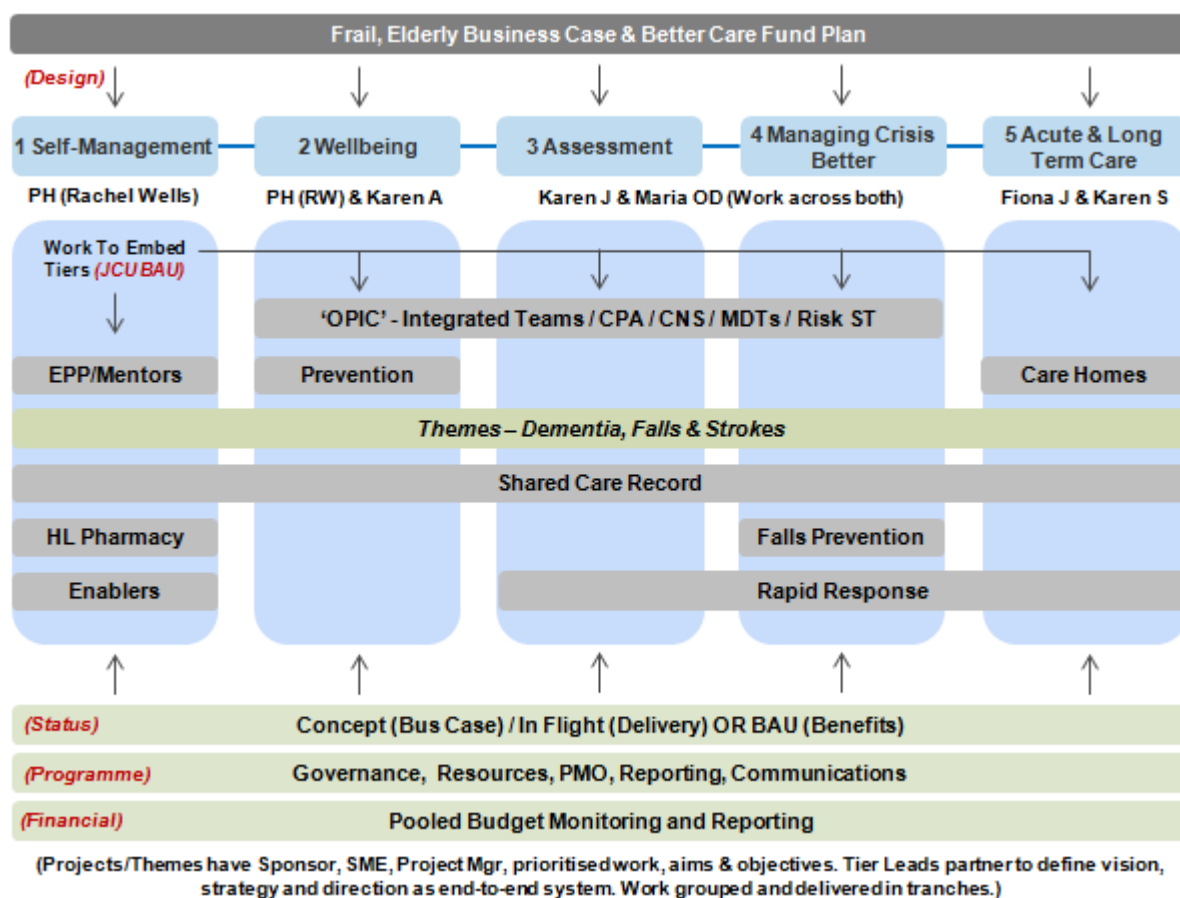 Frail, Elderly Business Case & Better Care Fund Plan
(Design)
1 Self-Management
2 Wellbeing
3 Assessment
4 Managing Crisis
Better
5 Acute & Long
Term Care
PH (Rachel Wells)
PH (RW) & Karen A
Karen J & Maria OD (Work across both)
Fiona J & Karen S
Work To Embed
Tiers (JCU BAU)
‘OPIC’ - Integrated Teams / CPA / CNS / MDTs / Risk ST
EPP/Mentors
Prevention
Care Homes
Themes – Dementia, Falls & Strokes
Shared Care Record
HL Pharmacy
Falls Prevention
Enablers
Rapid Response
(Status)
Concept (Bus Case) / In Flight (Delivery) OR BAU (Benefits)
(Programme)
Governance, Resources, PMO, Reporting, Communications
(Financial)
Pooled Budget Monitoring and Reporting
(Projects/Themes have Sponsor, SME, Project Mgr, prioritised work, aims & objectives. Tier Leads partner to define vision,
strategy and direction as end-to-end system. Work grouped and delivered in tranches.)